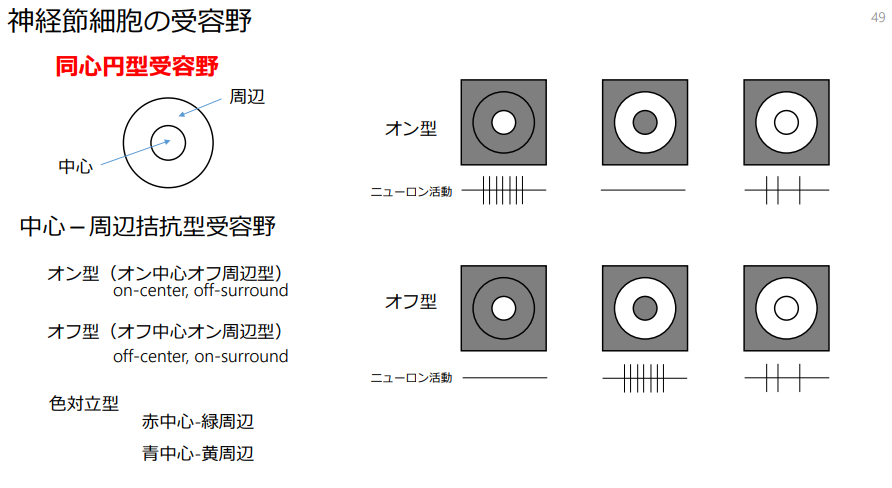 神経節細胞の受容野
49
同心円型受容野
周辺
中心
中心－周辺拮抗型受容野
オン型（オン中心オフ周辺型）
on-center, off-surround
オフ型（オフ中心オン周辺型）
off-center, on-surround
色対立型
赤中心-緑周辺
青中心-黄周辺
オン型
ニューロン活動
オフ型
ニューロン活動